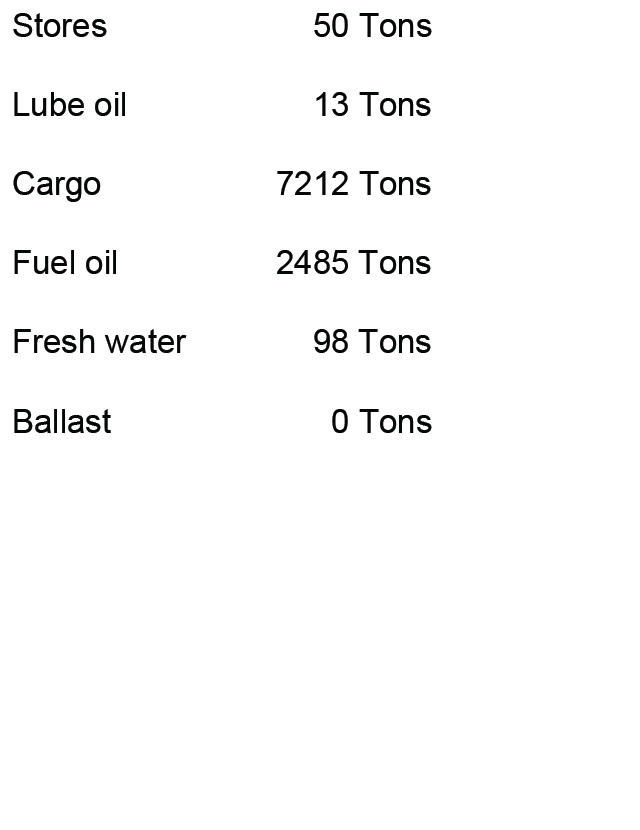 Stores 50 Tons
Lube oil 13 Tons
Cargo 7212 Tons
Fuel oil 2485 Tons
Fresh water 98 Tons
Ballast 0 Tons